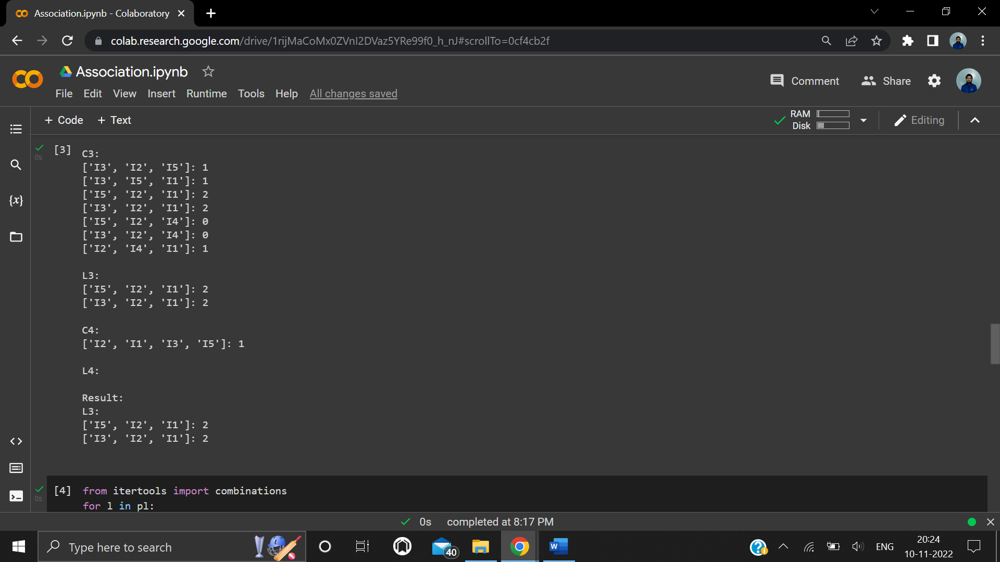 Association.ipynb - Colaboratory
colab.research.google.com/drive/1rijMaCoMx0ZVnI2DVaz5YRe99f0_h_nJ#scrollTo=0cf4cb2f
Association.ipynb
Comment
Share
File Edit View Insert Runtime Tools Help All changes saved
+ Code + Text
RAM
Disk
Editing
[3]
0s
C3:
['I3', 'I2', 'I5']: 1
['I3', 'I5', 'I1']: 1
['I5', 'I2', 'I1']: 2
['I3', 'I2', 'I1']: 2
['I5', 'I2', 'I4']: 0
['I3', 'I2', 'I4']: 0
['I2', 'I4', 'I1']: 1
L3:
['I5', 'I2', 'I1']: 2
['I3', 'I2', 'I1']: 2
C4:
['I2', 'I1', 'I3', 'I5']: 1
L4:
Result:
L3:
['I5', 'I2', 'I1']: 2
['I3', 'I2', 'I1']: 2
[4] from itertools import combinations
0s
for l in pl:
0s completed at 8:17 PM
Type here to search
40
W
ENG
20:24
10-11-2022